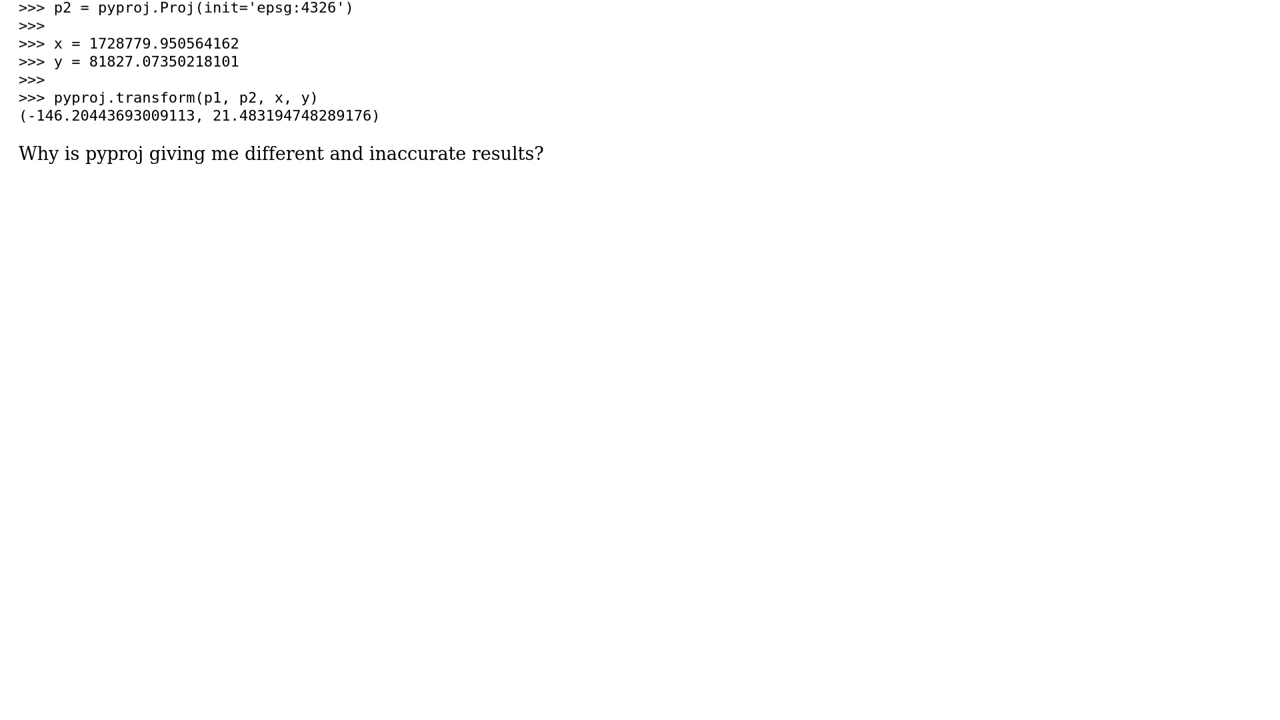 >>> p2 = pyproj.Proj(init='epsg:4326')
>>>
>>> x = 1728779.950564162
>>> y = 81827.07350218101
>>>
>>> pyproj.transform(p1, p2, x, y)
(-146.20443693009113, 21.483194748289176)
Why is pyproj giving me different and inaccurate results?